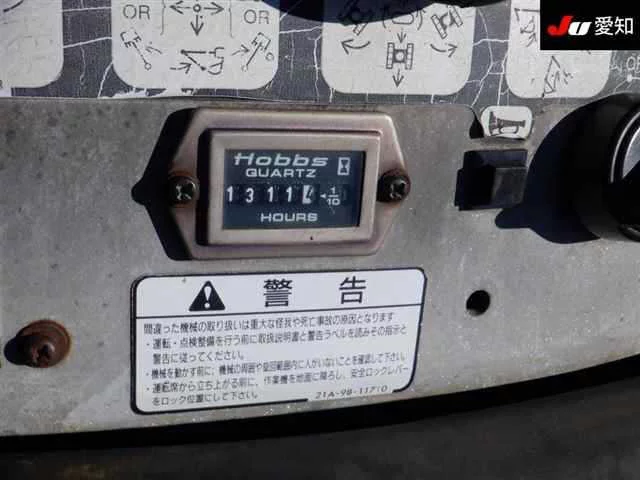 JU 愛知
OR
OR
OR
Hobbs
QUARTZ
1311 1/10
HOURS
警告
間違った機械の取り扱いは重大な怪我や死亡事故の原因となります
・運転・点検整備を行う前に取扱説明書と警告ラベルを読みその指示と
警告に従ってください。
・機械を動かす前に、機械の周囲や旋回範囲内に人がいないことを確認して下さい。
・運転席から立ち上がる前に、作業機を地面に降ろし、安全ロックレバー
をロック位置にして下さい。
21A-98-11710